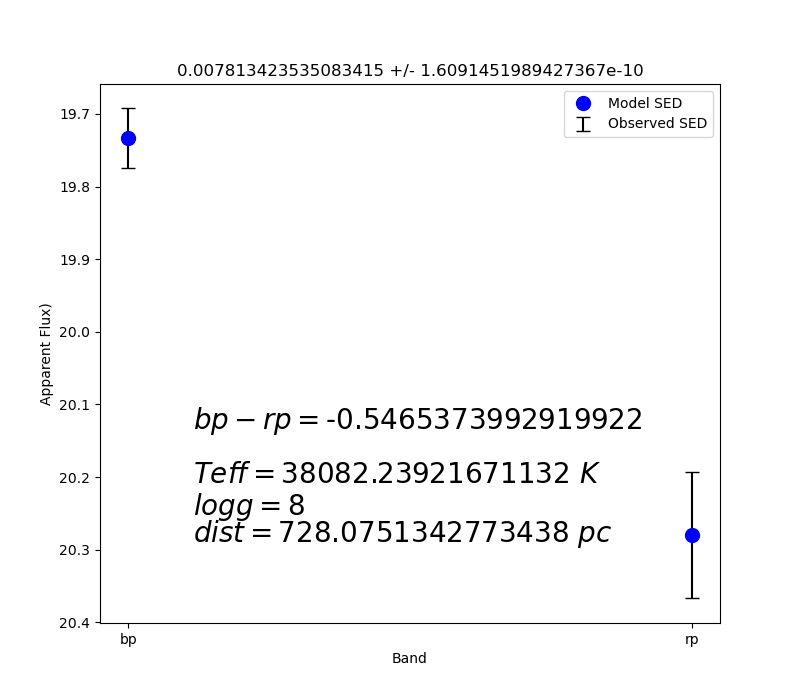 0.007813423535083415 +/- 1.6091451989427367e-10
Model SED
Observed SED
19.7
19.8
19.9
20.0
20.1
20.2
20.3
20.4
Apparent Flux)
bp − rp = -0.5465373992919922
Teff = 38082.23921671132 K
logg = 8
dist = 728.0751342773438 pc
bp
rp
Band